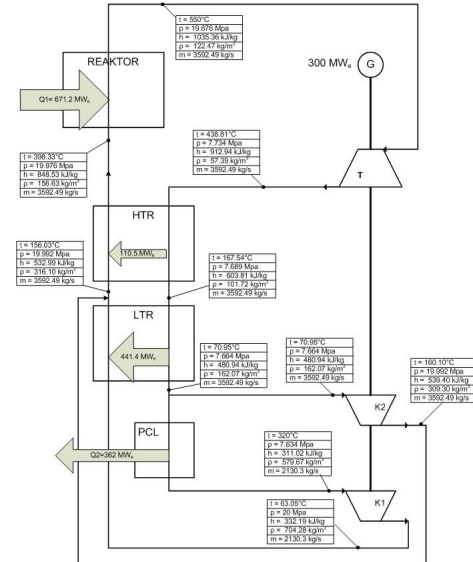 t = 550°C
p = 19.676 Mpa
h = 1035.36 kJ/kg
ρ = 122.47 kg/m³
m = 3592.49 kg/s
REAKTOR
300 MWₑ
G
Q1= 671.2 MWₑ
t = 438.81°C
p = 7.734 Mpa
h = 912.94 kJ/kg
ρ = 57.39 kg/m³
m = 3592.49 kg/s
t = 398.33°C
p = 19.976 Mpa
h = 848.53 kJ/kg
ρ = 156.63 kg/m³
m = 3592.49 kg/s
T
HTR
110.5 MWₑ
t = 156.03°C
p = 19.992 Mpa
h = 532.99 kJ/kg
ρ = 316.10 kg/m³
m = 3592.49 kg/s
t = 167.54°C
p = 7.689 Mpa
h = 603.81 kJ/kg
ρ = 101.72 kg/m³
m = 3592.49 kg/s
LTR
441.4 MWₑ
t = 70.95°C
p = 7.664 Mpa
h = 480.94 kJ/kg
ρ = 162.07 kg/m³
m = 3592.49 kg/s
t = 70.95°C
p = 7.664 Mpa
h = 480.94 kJ/kg
ρ = 162.07 kg/m³
m = 3592.49 kg/s
t = 160.10°C
p = 19.992 Mpa
h = 539.40 kJ/kg
ρ = 309.30 kg/m³
m = 3592.49 kg/s
K2
PCL
Q2=362 MWₑ
t = 320°C
p = 7.634 Mpa
h = 311.02 kJ/kg
ρ = 579.67 kg/m³
m = 2130.3 kg/s
K1
t = 63.05°C
p = 20 Mpa
h = 332.19 kJ/kg
ρ = 704.28 kg/m³
m = 2130.3 kg/s